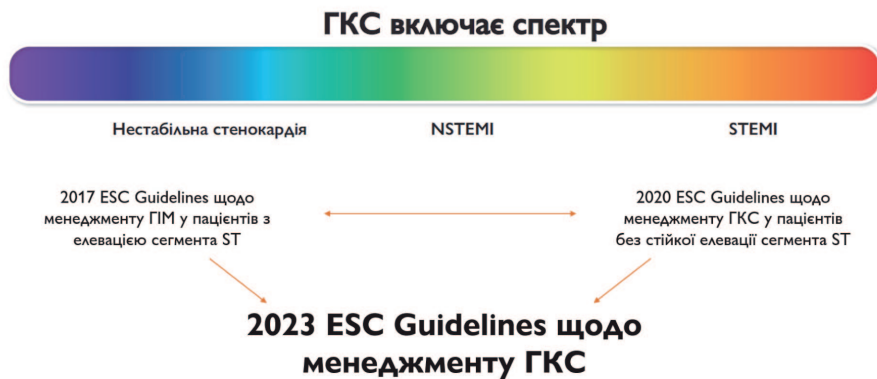 ГКС включає спектр
Нестабільна стенокардія
NSTEMI
STEMI
2017 ESC Guidelines щодо
менеджменту ГІМ у пацієнтів з
елевацією сегмента ST
2020 ESC Guidelines щодо
менеджменту ГКС у пацієнтів
без стійкої елевації сегмента ST
2023 ESC Guidelines щодо
менеджменту ГКС